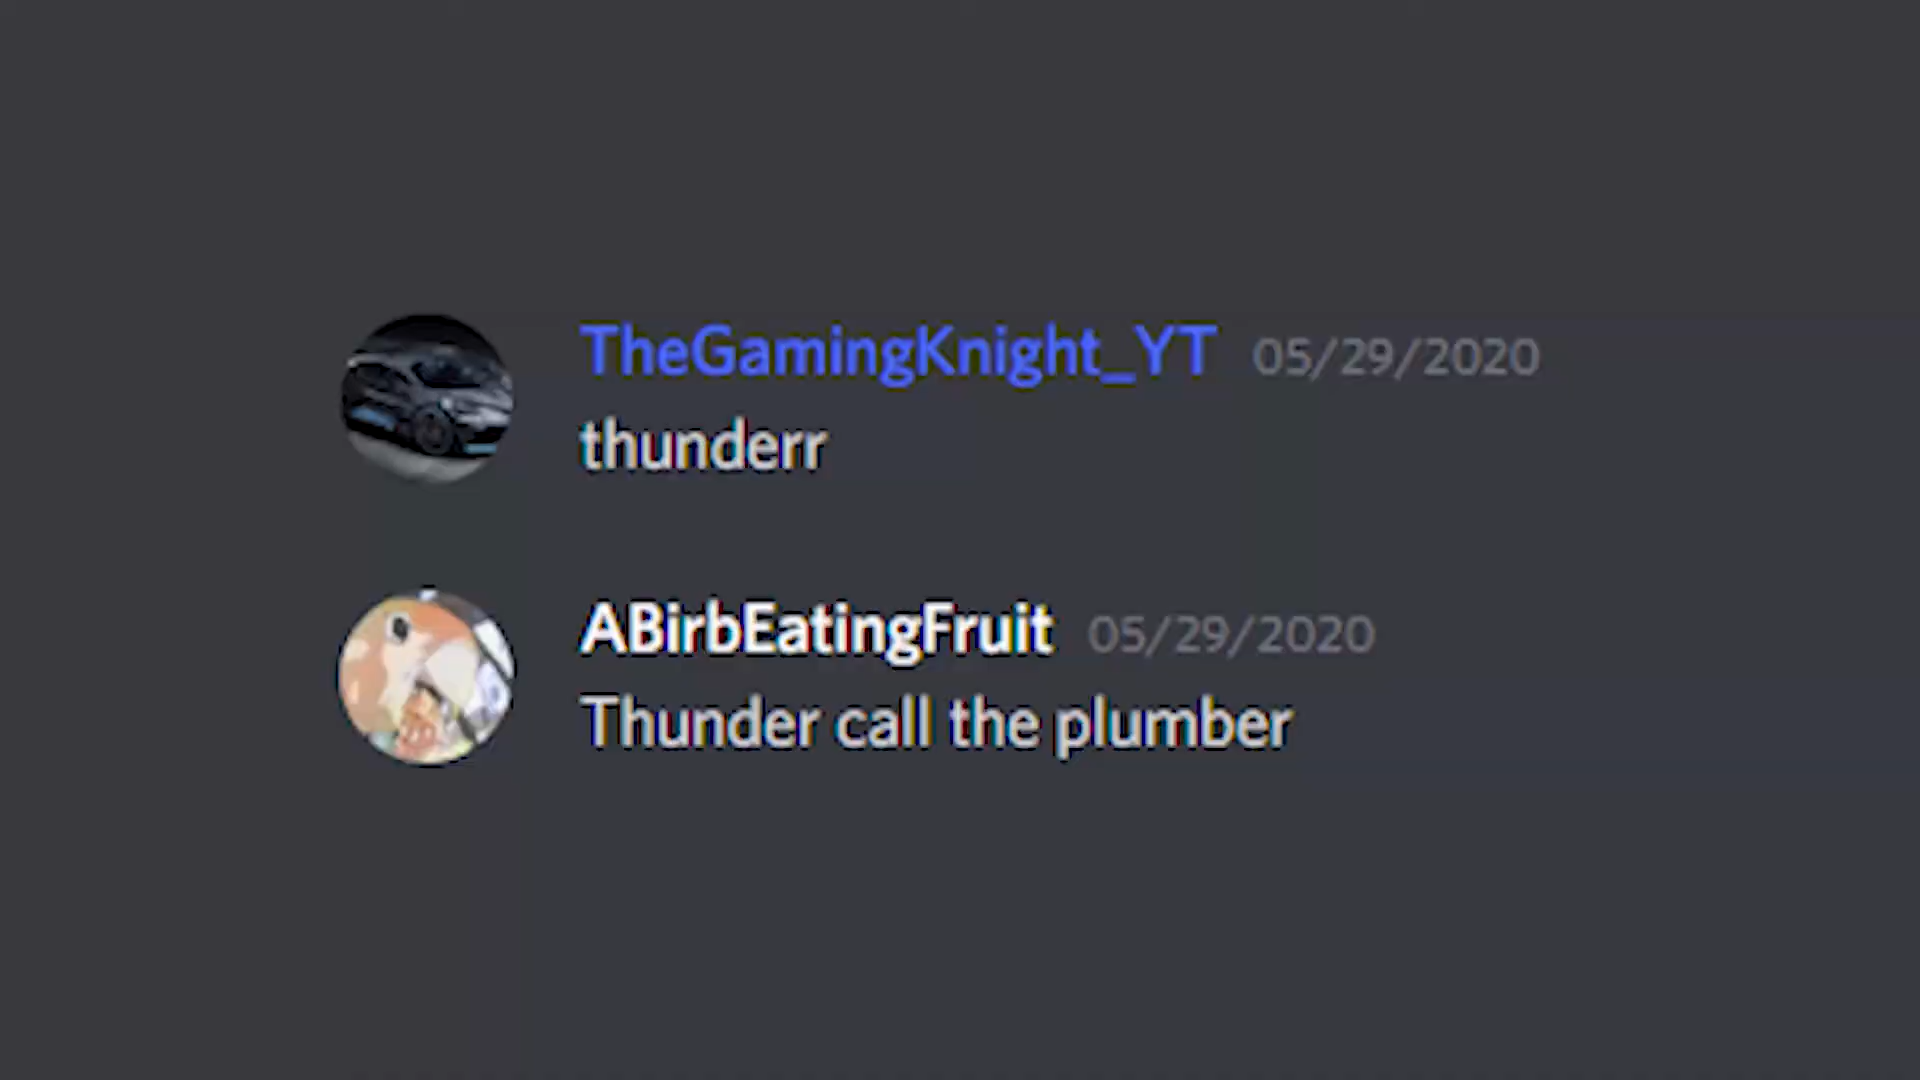 TheGamingKnight_YT 05/29/2020
thunderr
ABirbEatingFruit 05/29/2020
Thunder call the plumber